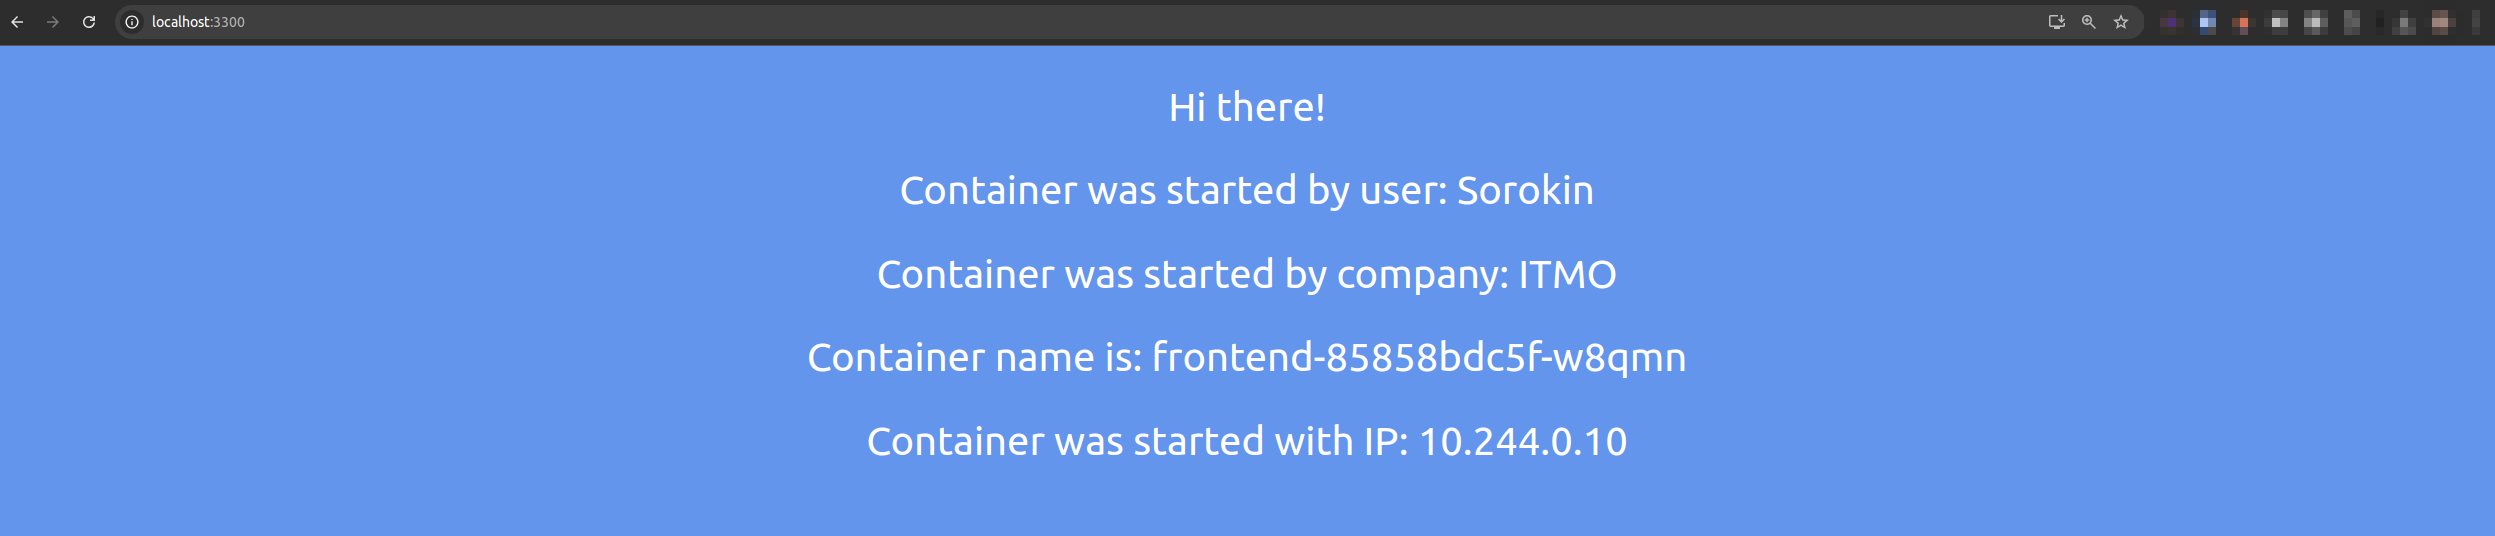 localhost:3300
Hi there!
Container was started by user: Sorokin
Container was started by company: ITMO
Container name is: frontend-85858bdc5f-w8qmn
Container was started with IP: 10.244.0.10